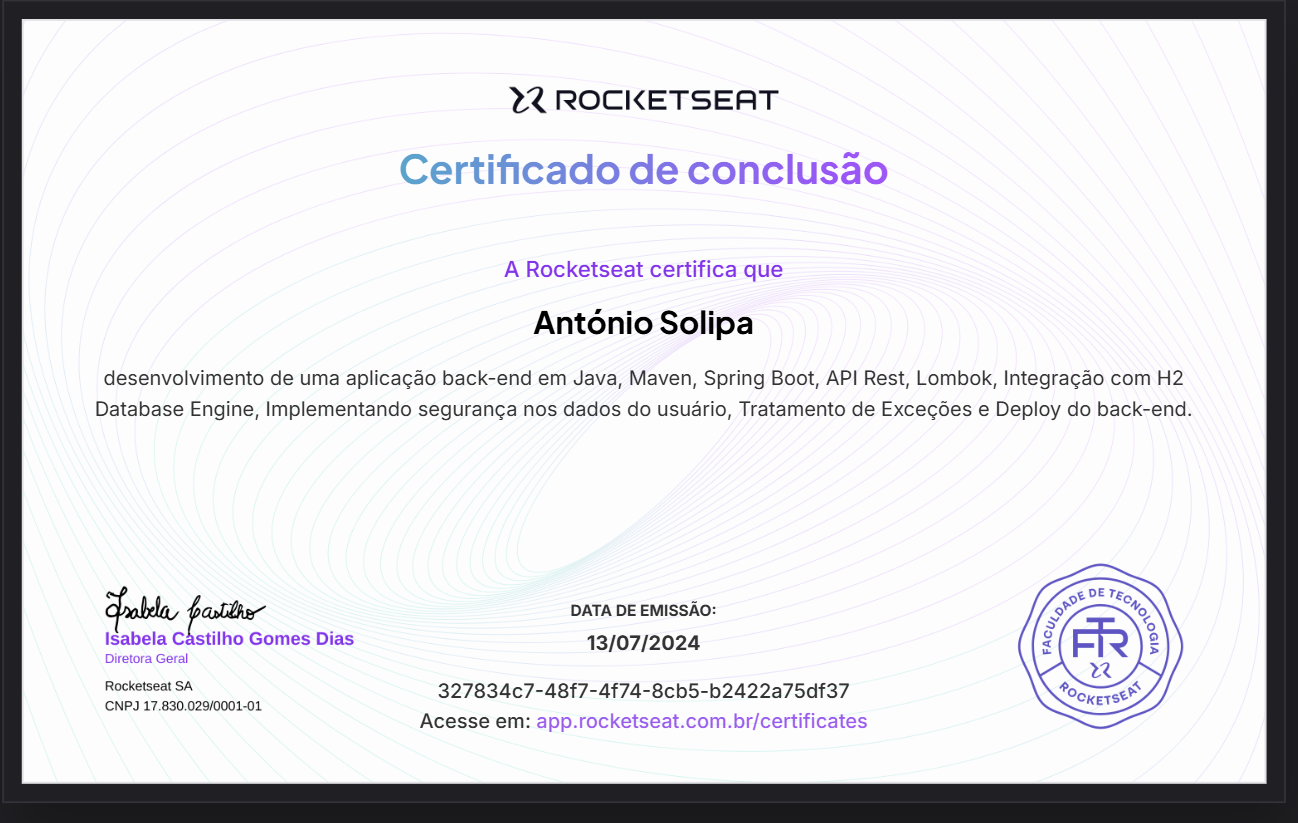 ROCKETSEAT
Certificado de conclusão
A Rocketseat certifica que
António Solipa
desenvolvimento de uma aplicação back-end em Java, Maven, Spring Boot, API Rest, Lombok, Integração com H2
Database Engine, Implementando segurança nos dados do usuário, Tratamento de Exceções e Deploy do back-end.
Isabela Castilho
Isabela Castilho Gomes Dias
Diretora Geral
Rocketseat SA
CNPJ 17.830.029/0001-01
DATA DE EMISSÃO:
13/07/2024
327834c7-48f7-4f74-8cb5-b2422a75df37
Acesse em: app.rocketseat.com.br/certificates
FACULDADE DE TECNOLOGIA
FTR
ROCKETSEAT